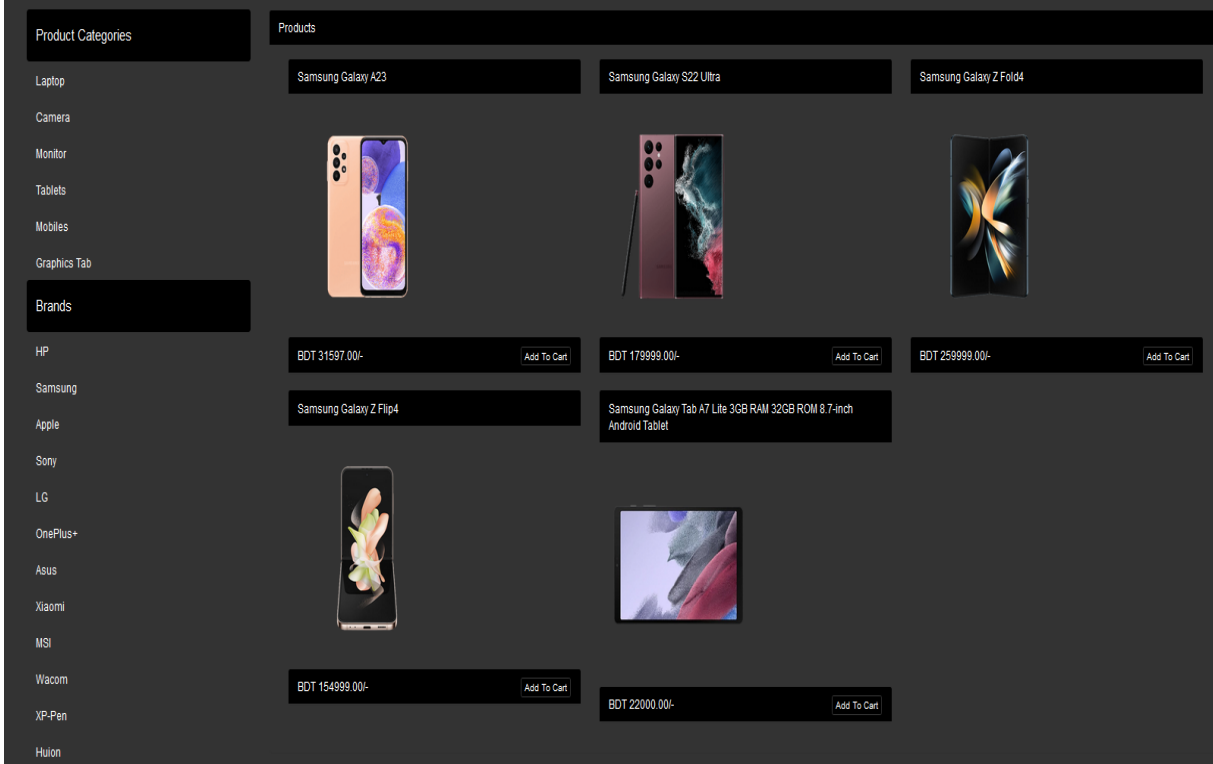 Product Categories
Laptop
Camera
Monitor
Tablets
Mobiles
Graphics Tab
Brands
HP
Samsung
Apple
Sony
LG
OnePlus+
Asus
Xiaomi
MSI
Wacom
XP-Pen
Huion
Products
Samsung Galaxy A23
BDT 31597.00/-
Add To Cart
Samsung Galaxy S22 Ultra
BDT 179999.00/-
Add To Cart
Samsung Galaxy Z Fold4
BDT 259999.00/-
Add To Cart
Samsung Galaxy Z Flip4
BDT 154999.00/-
Add To Cart
Samsung Galaxy Tab A7 Lite 3GB RAM 32GB ROM 8.7-inch
Android Tablet
BDT 22000.00/-
Add To Cart